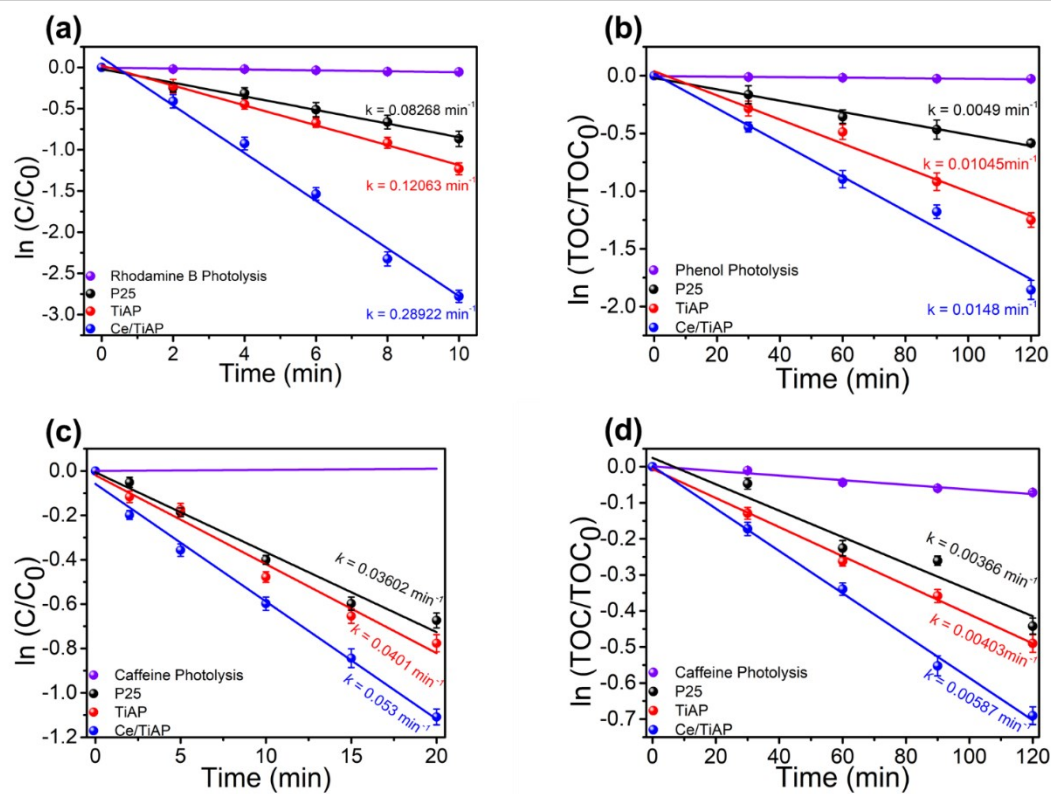 (a)
ln (C/C0)
0.0
-0.5
-1.0
-1.5
-2.0
-2.5
-3.0
k = 0.08268 min-1
k = 0.12063 min-1
k = 0.28922 min-1
Rhodamine B Photolysis
P25
TiAP
Ce/TiAP
0 2 4 6 8 10
Time (min)
(b)
ln (TOC/TOC0)
0.0
-0.5
-1.0
-1.5
-2.0
k = 0.0049 min-1
k = 0.01045min-1
k = 0.0148 min-1
Phenol Photolysis
P25
TiAP
Ce/TiAP
0 20 40 60 80 100 120
Time (min)
(c)
ln (C/C0)
0.0
-0.2
-0.4
-0.6
-0.8
-1.0
-1.2
k = 0.03602 min-1
k = 0.0401 min-1
k = 0.053 min-1
Caffeine Photolysis
P25
TiAP
Ce/TiAP
0 5 10 15 20
Time (min)
(d)
ln (TOC/TOC0)
0.0
-0.1
-0.2
-0.3
-0.4
-0.5
-0.6
-0.7
k = 0.00366 min-1
k = 0.00403min-1
k = 0.00587 min-1
Caffeine Photolysis
P25
TiAP
Ce/TiAP
0 20 40 60 80 100 120
Time (min)